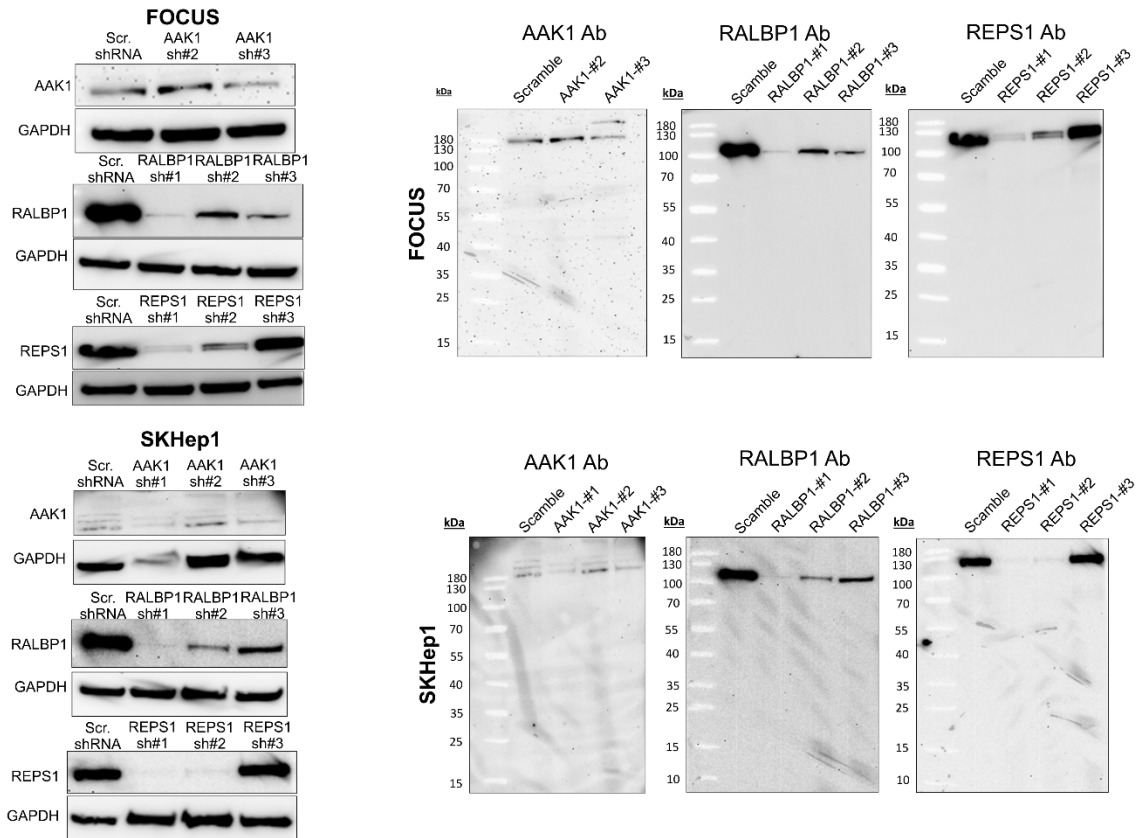 FOCUS
Scr. shRNA
AAK1 sh#2
AAK1 sh#3
AAK1
GAPDH
Scr. shRNA
RALBP1 sh#1
RALBP1 sh#2
RALBP1 sh#3
RALBP1
GAPDH
Scr. shRNA
REPS1 sh#1
REPS1 sh#2
REPS1 sh#3
REPS1
GAPDH
SKHep1
Scr. shRNA
AAK1 sh#1
AAK1 sh#2
AAK1 sh#3
AAK1
GAPDH
Scr. shRNA
RALBP1 sh#1
RALBP1 sh#2
RALBP1 sh#3
RALBP1
GAPDH
Scr. shRNA
REPS1 sh#1
REPS1 sh#2
REPS1 sh#3
REPS1
GAPDH
FOCUS
AAK1 Ab
kDa
Scramble
AAK1-#2
AAK1-#3
180
130
100
70
55
40
35
25
15
RALBP1 Ab
kDa
Scamble
RALBP1-#1
RALBP1-#2
RALBP1-#3
180
130
100
70
55
40
35
25
15
REPS1 Ab
kDa
Scamble
REPS1-#1
REPS1-#2
REPS1-#3
180
130
100
70
55
40
35
25
15
SKHep1
AAK1 Ab
kDa
Scamble
AAK1-#1
AAK1-#2
AAK1-#3
180
130
100
70
55
40
35
25
15
RALBP1 Ab
kDa
Scamble
RALBP1-#1
RALBP1-#2
RALBP1-#3
180
130
100
70
55
40
35
25
15
10
REPS1 Ab
kDa
Scamble
REPS1-#1
REPS1-#2
REPS1-#3
180
130
100
70
55
40
35
25
15
10